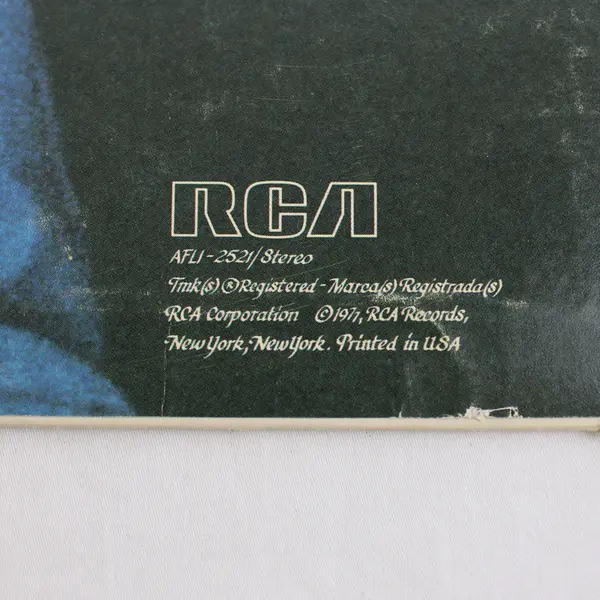 RCA
AFL1-2521/Stereo
Tmk(s) ® Registered - Marca(s) Registrada(s)
RCA Corporation © 1977, RCA Records,
New York, New York. Printed in USA